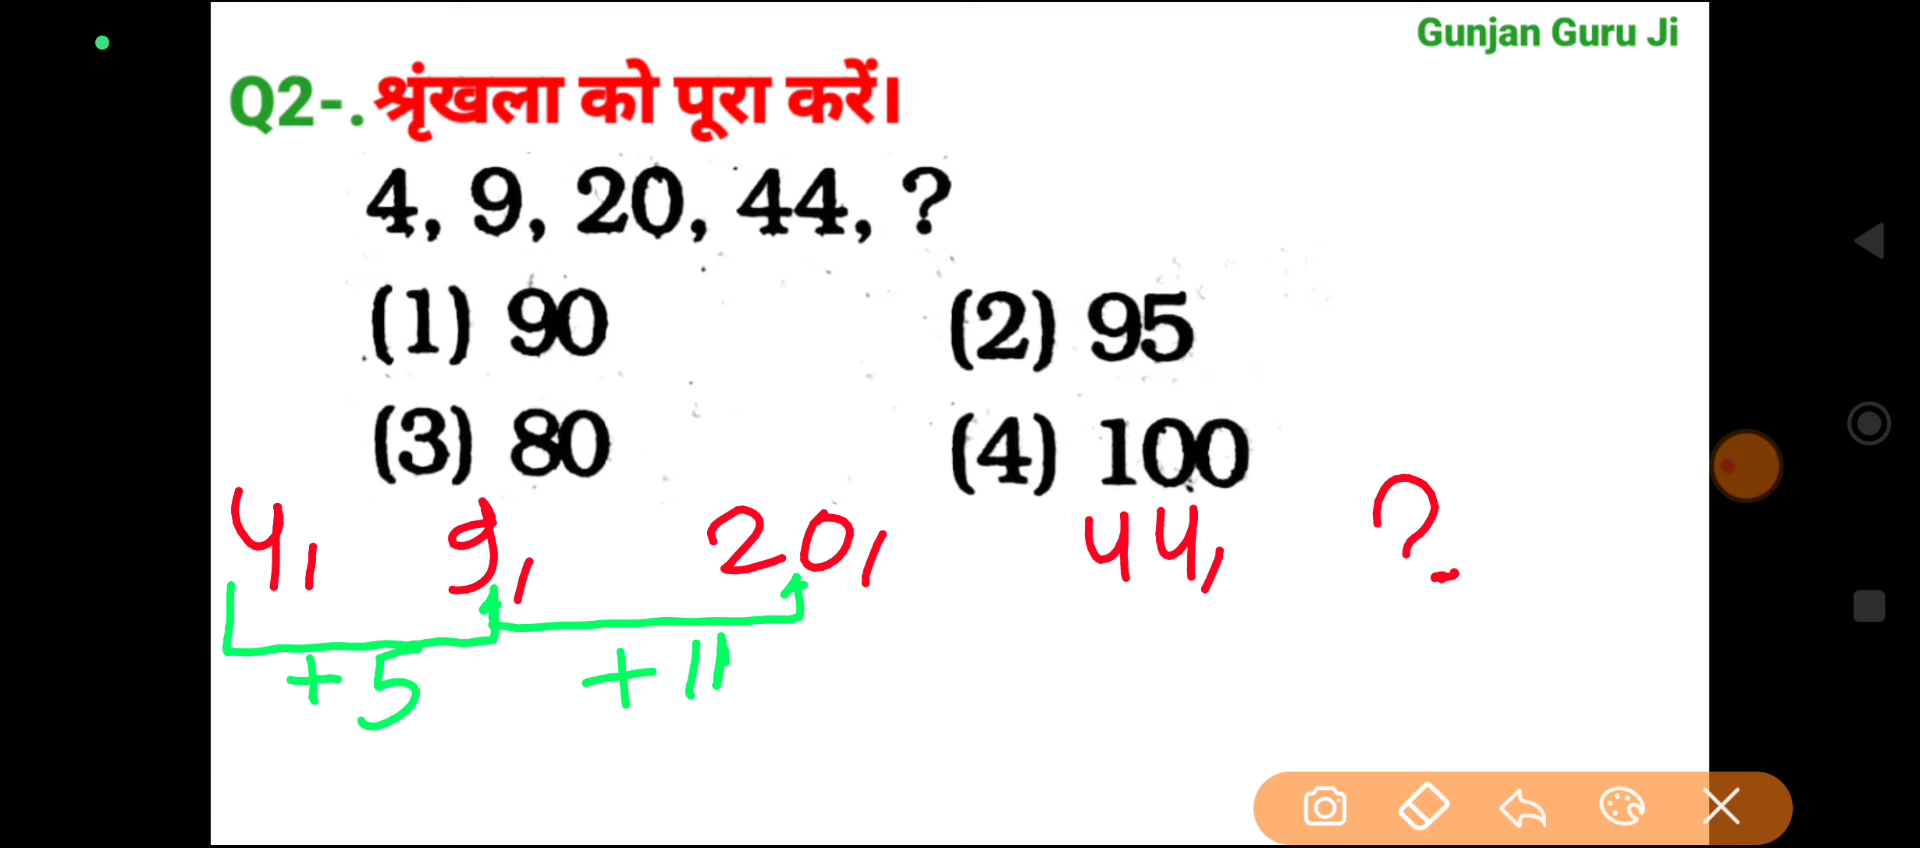 Gunjan Guru Ji
Q2-. श्रृंखला को पूरा करें।
4, 9, 20, 44, ?
(1) 90 (2) 95
(3) 80 (4) 100
4, 9, 20, 44, ?
+5 +11